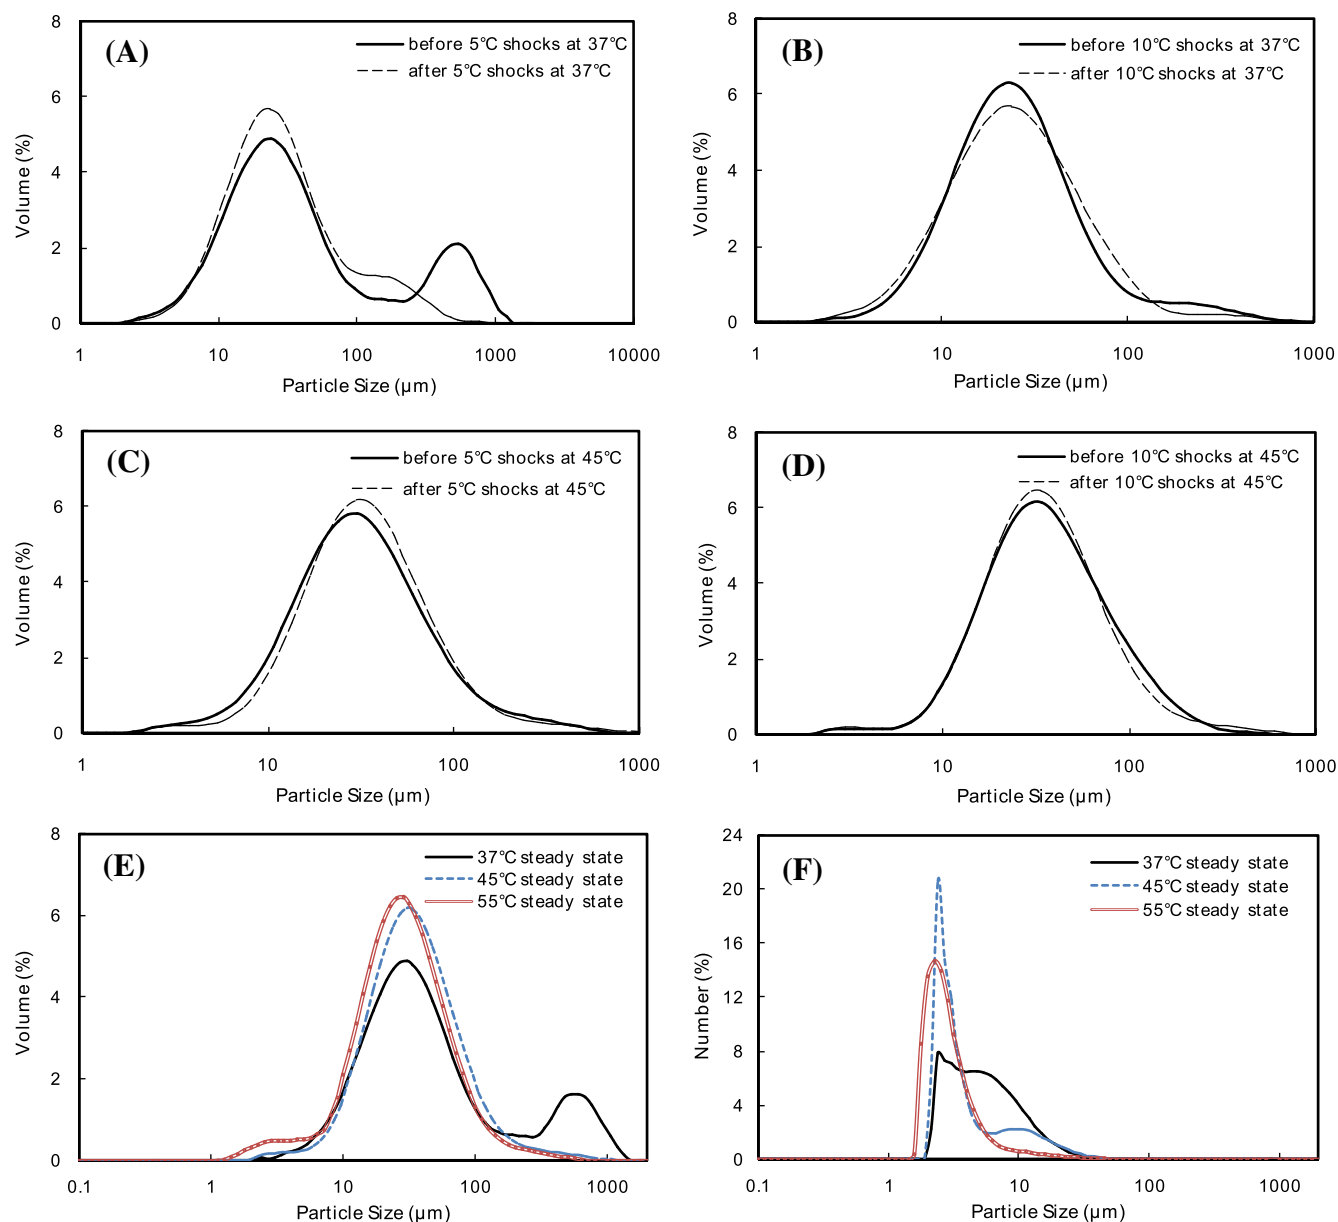 (A)
before 5°C shocks at 37°C
after 5°C shocks at 37°C
8
6
4
2
0
Volume (%)
1 10 100 1000 10000
Particle Size (µm)
(B)
before 10°C shocks at 37°C
after 10°C shocks at 37°C
8
6
4
2
0
Volume (%)
1 10 100 1000
Particle Size (µm)
(C)
before 5°C shocks at 45°C
after 5°C shocks at 45°C
8
6
4
2
0
Volume (%)
1 10 100 1000
Particle Size (µm)
(D)
before 10°C shocks at 45°C
after 10°C shocks at 45°C
8
6
4
2
0
Volume (%)
1 10 100 1000
Particle Size (µm)
(E)
37°C steady state
45°C steady state
55°C steady state
8
6
4
2
0
Volume (%)
0.1 1 10 100 1000
Particle Size (µm)
(F)
37°C steady state
45°C steady state
55°C steady state
24
20
16
12
8
4
0
Number (%)
0.1 1 10 100 1000
Particle Size (µm)